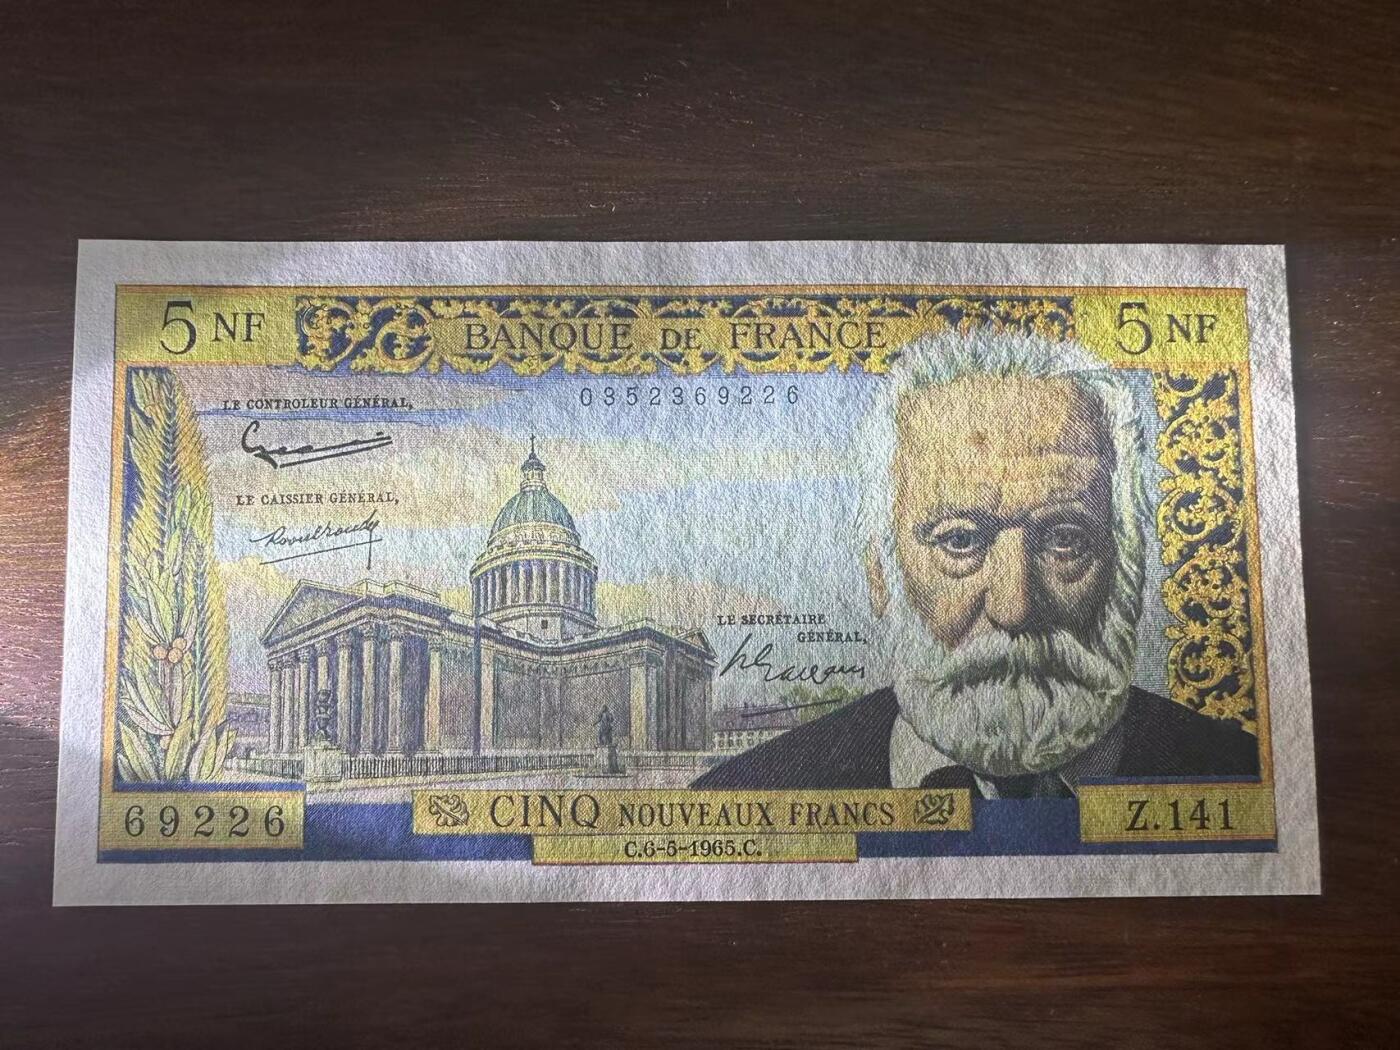 5 NF
BANQUE DE FRANCE
5 NF
0352369226
LE CONTROLEUR GÉNÉRAL,
LE CAISSIER GÉNÉRAL,
LE SECRÉTAIRE
GÉNÉRAL,
69226
CINQ NOUVEAUX FRANCS
Z.141
C.6-5-1965.C.